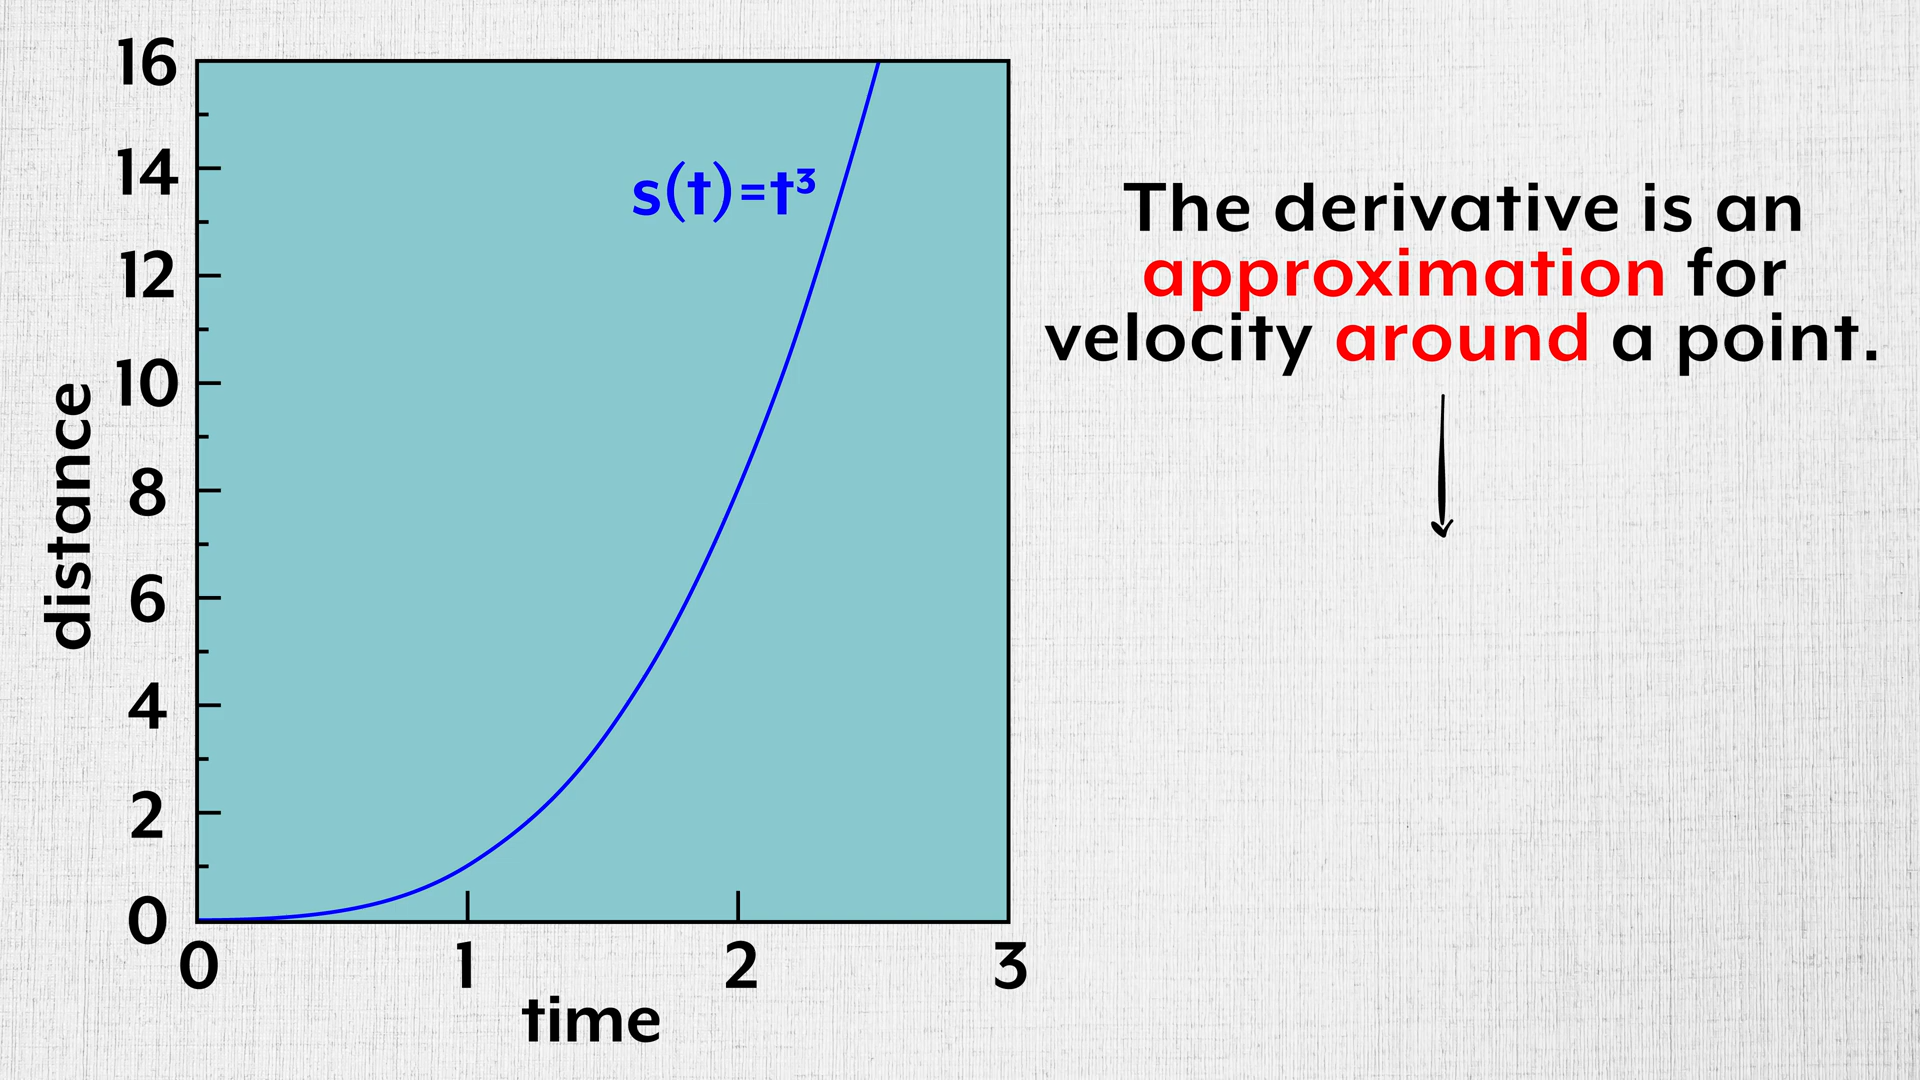 16
14
12
10
8
6
4
2
0
distance
0 1 2 3
time
s(t)=t³
The derivative is an
approximation for
velocity around a point.